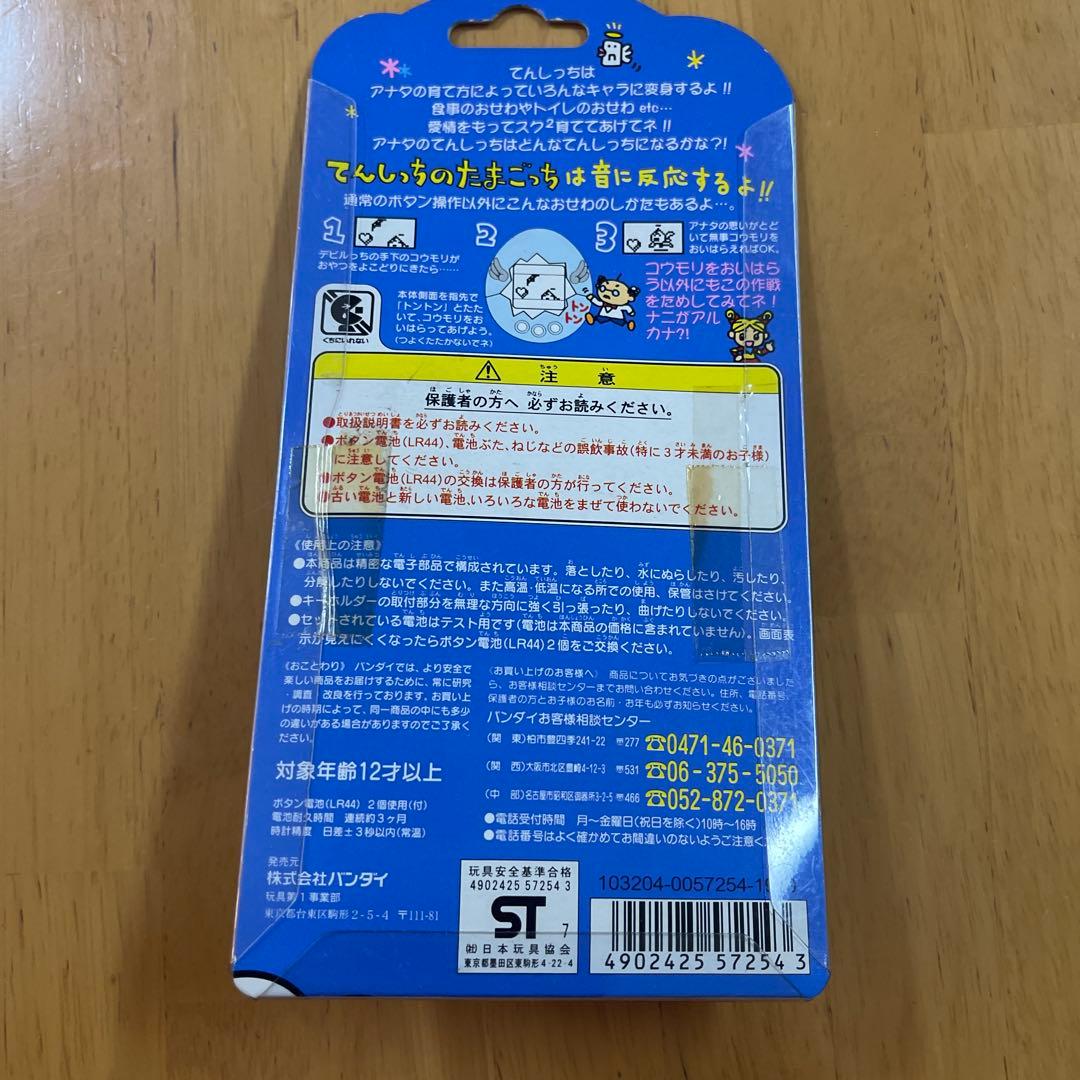 てんしっちは
アナタの育て方によっていろんなキャラに変身するよ!!
食事のおせわやトイレのおせわ etc…
愛情をもってスク2育ててあげてネ!!
アナタのてんしっちはどんなてんしっちになるかな?!
てんしっちのたまごっちは音に反応するよ!!
通常のボタン操作以外にこんなおせわのしかたもあるよ…。
1
デビルっちの手下のコウモリが
おやつをよこどりにきたら……
2
本体側面を指先で
「トントン」とたた
いて、コウモリをお
いはらってあげよう。
(つよくたたかないでネ)
トントン
3
アナタの思いがとど
いて無事コウモリを
おいはらえればOK。
コウモリをおいはら
う以外にもこの作戦
をためしてみてネ!
ナニがアル
カナ?!
くちにいれない
注意
保護者の方へ 必ずお読みください。
●取扱説明書を必ずお読みください。
●ボタン電池(LR44)、電池ぶた、ねじなどの誤飲事故(特に3才未満のお子様)
に注意してください。
●ボタン電池(LR44)の交換は保護者の方が行ってください。
●古い電池と新しい電池、いろいろな電池をまぜて使わないでください。
《使用上の注意》
●本商品は精密な電子部品で構成されています。落としたり、水にぬらしたり、汚したり、
分解したりしないでください。また高温・低温になる所での使用、保管はさけてください。
●キーホルダーの取付部分を無理な方向に強く引っ張ったり、曲げたりしないでください。
●セットされている電池はテスト用です(電池は本商品の価格に含まれていません)。画面表
示が見えにくくなったらボタン電池(LR44)2個をご交換ください。
《おことわり》 バンダイでは、より安全で
楽しい商品をお届けするために、常に研究
・調査・改良を行っております。お買い上
げの時期によって、同一商品の中にも多少
の違いがある場合がありますのでご了承く
ださい。
対象年齢12才以上
ボタン電池(LR44) 2個使用(付)
電池耐久時間 連続約3ヶ月
時計精度 日差±3秒以内(常温)
発売元
株式会社バンダイ
玩具第1事業部
東京都台東区駒形2-5-4 〒111-81
〈お買い上げのお客様へ〉 商品についてお気づきの点がございました
ら、お客様相談センターまでお問い合わせください。住所、電話番号、
保護者の方とお子様のお名前・お年も必ずお知らせください。
バンダイお客様相談センター
(関 東)柏市豊四季241-22 〒277 ☎0471-46-0371
(関 西)大阪市北区豊崎4-12-3 〒531 ☎06-375-5050
(中 部)名古屋市昭和区御器所3-2-5 〒466 ☎052-872-0371
●電話受付時間 月〜金曜日(祝日を除く)10時〜16時
●電話番号はよく確かめてお間違いのないようご注意く
玩具安全基準合格
4902425 57254 3
ST 7
(社)日本玩具協会
東京都墨田区東駒形4-22-4
103204-0057254-1
4902425 572543